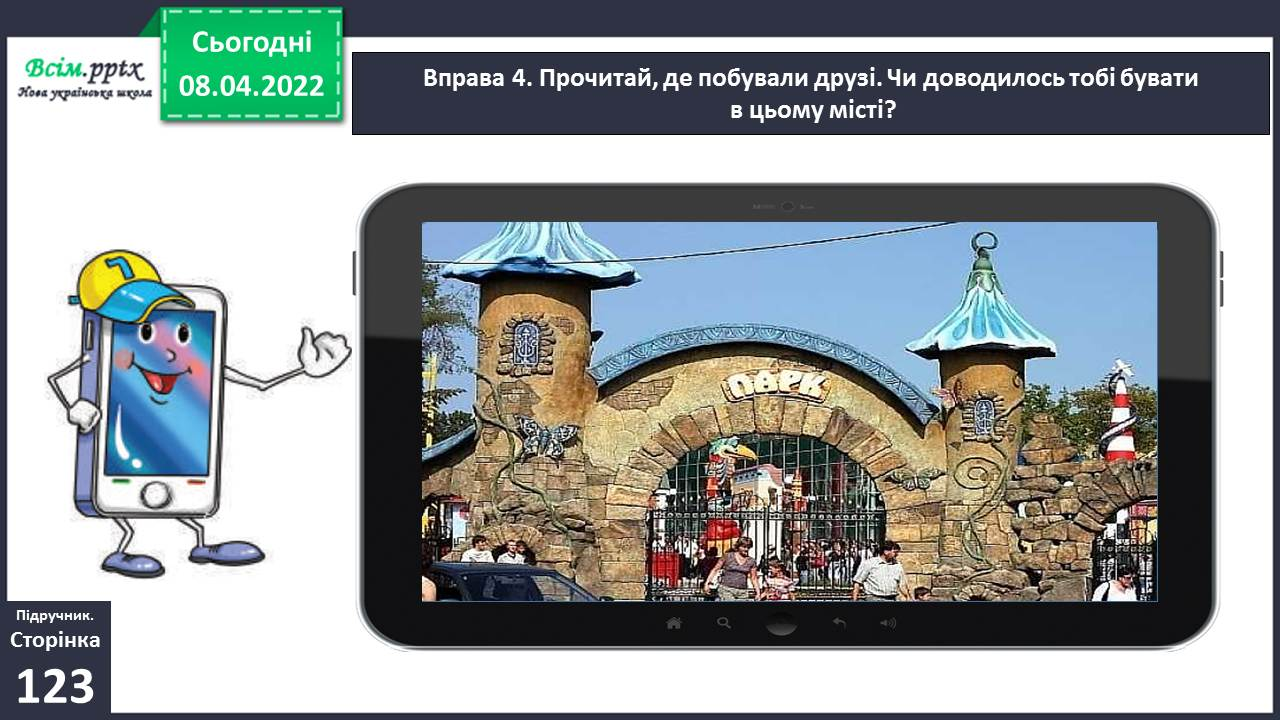 Всім.pptx
Нова українська школа
Сьогодні
08.04.2022
Вправа 4. Прочитай, де побували друзі. Чи доводилось тобі бувати
в цьому місті?
ПАРК
Підручник.
Сторінка
123